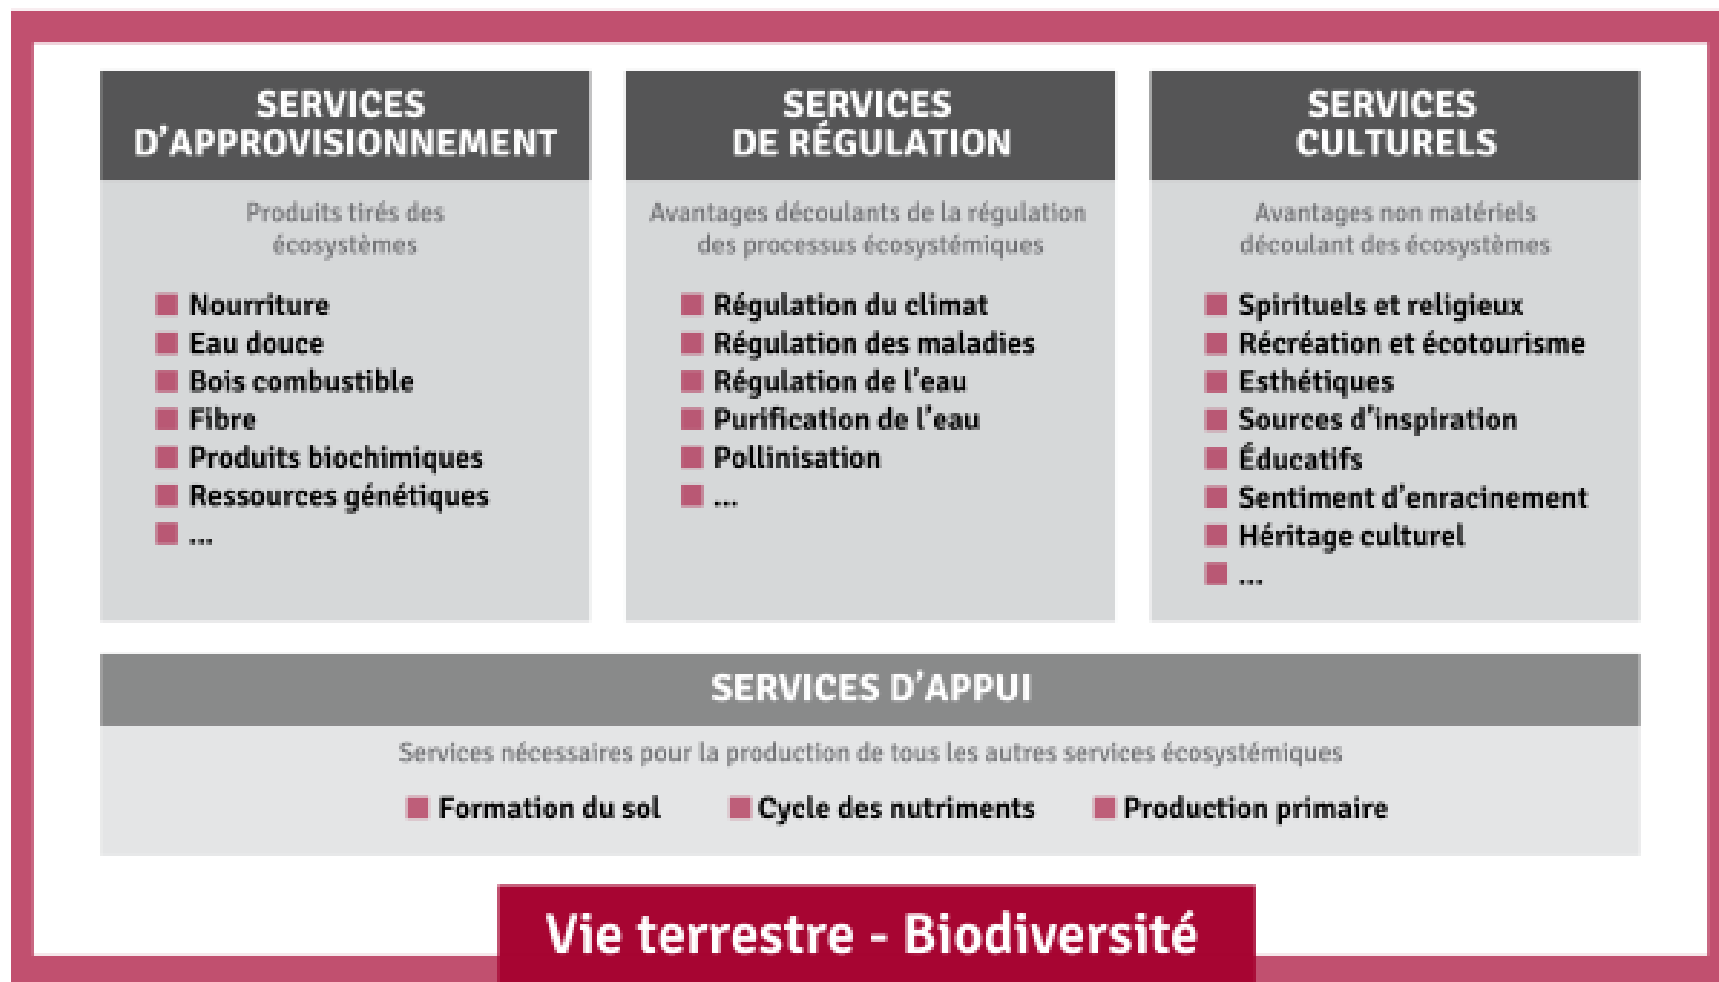 SERVICES
D’APPROVISIONNEMENT
Produits tirés des
écosystèmes
Nourriture
Eau douce
Bois combustible
Fibre
Produits biochimiques
Ressources génétiques
...
SERVICES
DE RÉGULATION
Avantages découlants de la régulation
des processus écosystémiques
Régulation du climat
Régulation des maladies
Régulation de l’eau
Purification de l’eau
Pollinisation
...
SERVICES
CULTURELS
Avantages non matériels
découlant des écosystèmes
Spirituels et religieux
Récréation et écotourisme
Esthétiques
Sources d’inspiration
Éducatifs
Sentiment d’enracinement
Héritage culturel
...
SERVICES D’APPUI
Services nécessaires pour la production de tous les autres services écosystémiques
Formation du sol
Cycle des nutriments
Production primaire
Vie terrestre - Biodiversité